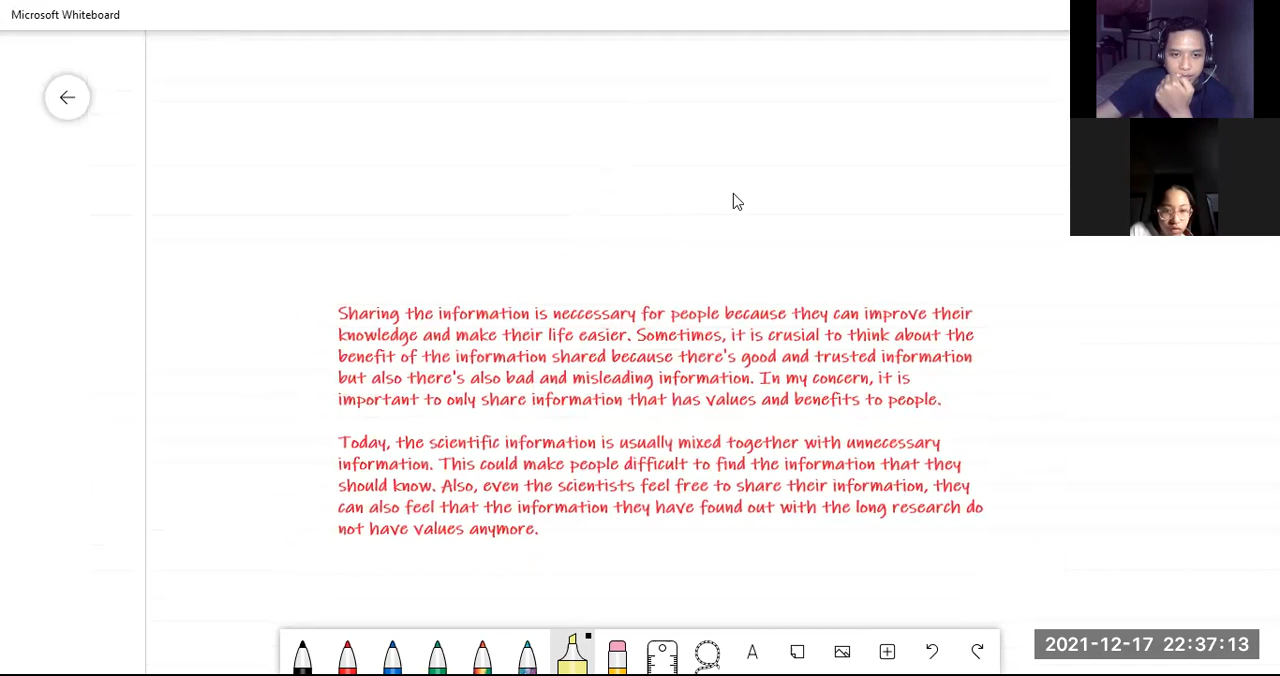 Microsoft Whiteboard
Sharing the information is neccessary for people because they can improve their
knowledge and make their life easier. Sometimes, it is crusial to think about the
benefit of the information shared because there's good and trusted information
but also there's also bad and misleading information. In my concern, it is
important to only share information that has values and benefits to people.
Today, the scientific information is usually mixed together with unnecessary
information. This could make people difficult to find the information that they
should know. Also, even the scientists feel free to share their information, they
can also feel that the information they have found out with the long research do
not have values anymore.
A
2021-12-17 22:37:13